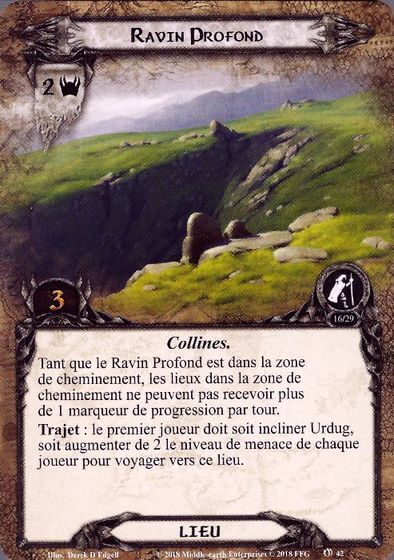 Ravin Profond
2
3
16/29
Collines.
Tant que le Ravin Profond est dans la zone
de cheminement, les lieux dans la zone de
cheminement ne peuvent pas recevoir plus
de 1 marqueur de progression par tour.
Trajet : le premier joueur doit soit incliner Urdug,
soit augmenter de 2 le niveau de menace de chaque
joueur pour voyager vers ce lieu.
LIEU
Illus. Derek D Edgell © 2018 Middle-earth Enterprises © 2018 FFG 42